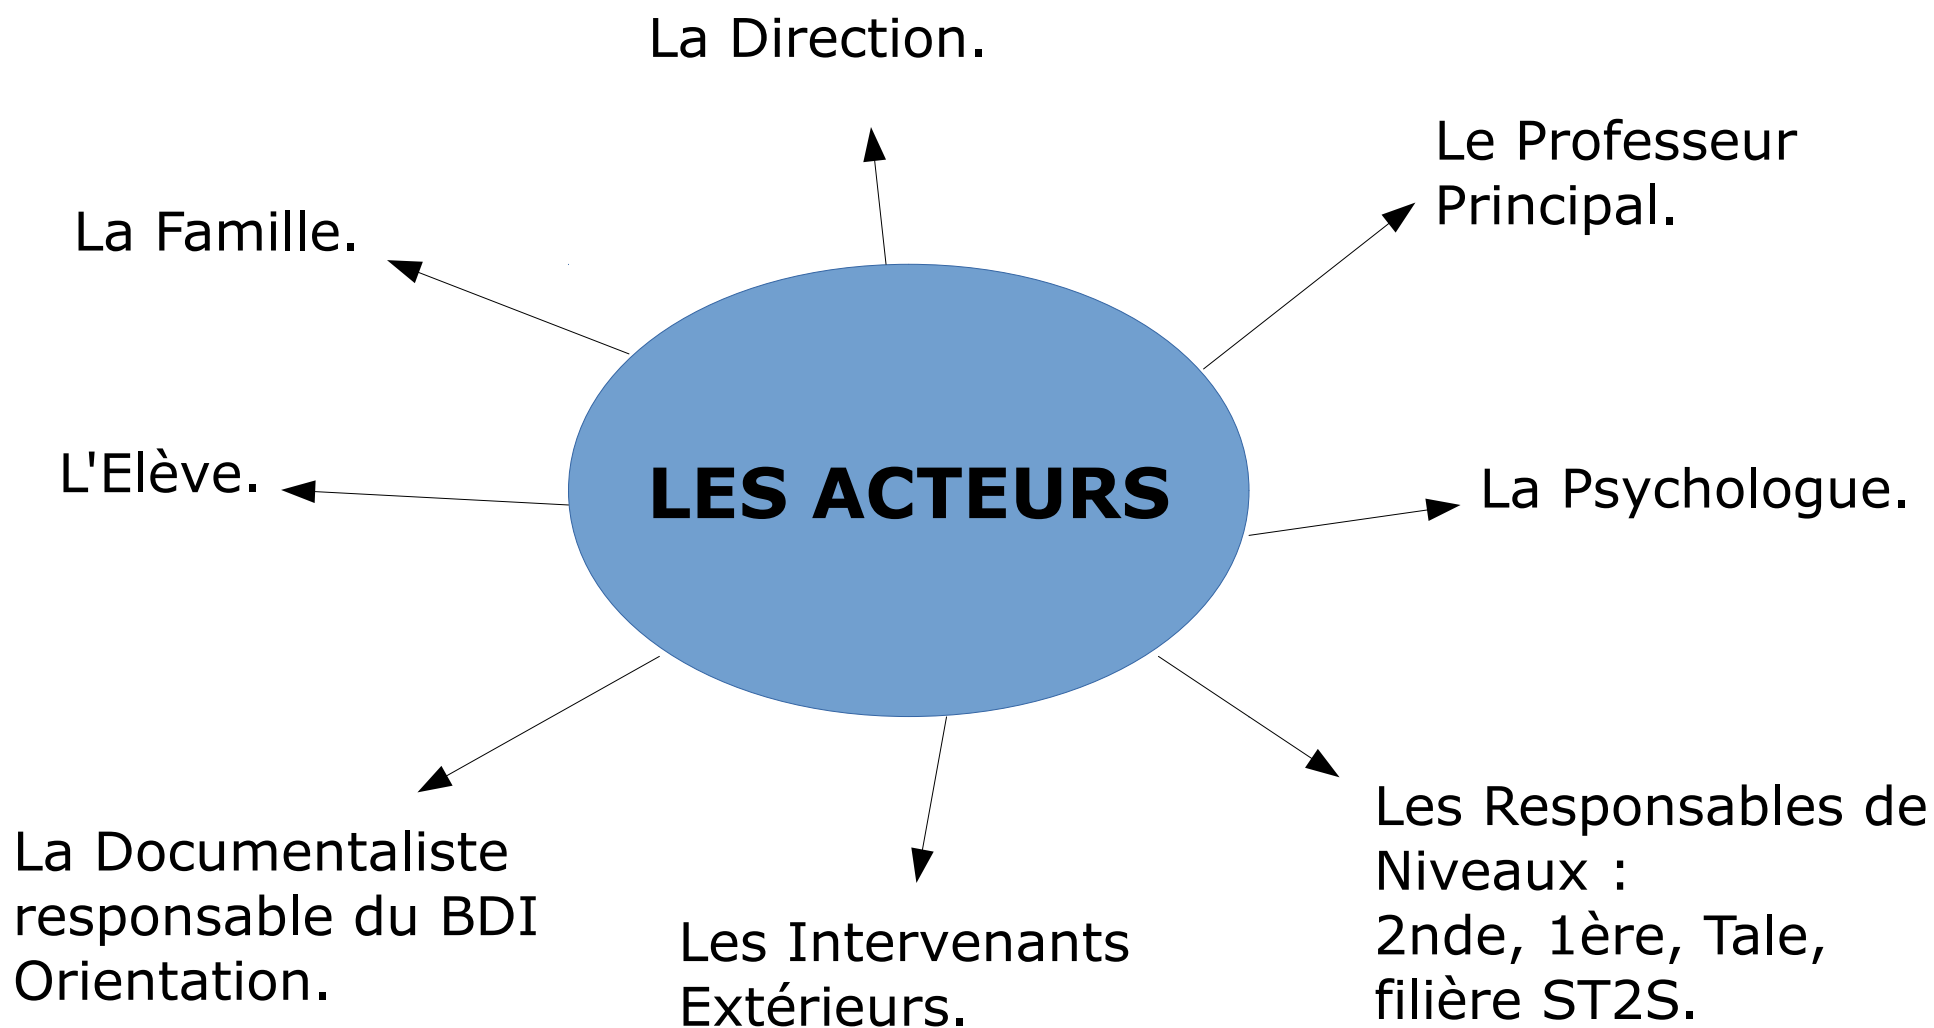 La Direction.
Le Professeur
Principal.
La Famille.
L'Elève.
LES ACTEURS
La Psychologue.
La Documentaliste
responsable du BDI
Orientation.
Les Intervenants
Extérieurs.
Les Responsables de
Niveaux :
2nde, 1ère, Tale,
filière ST2S.